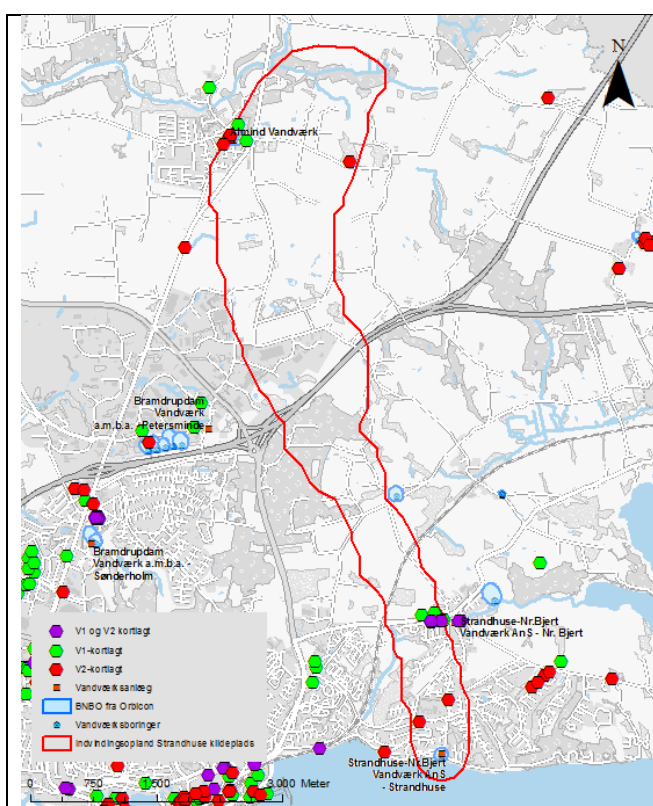 N
Almind Vandværk
Bramdrupdam
Vandværk
a.m.b.a. - Petersminde
Bramdrupdam
Vandværk a.m.b.a. -
Sønderholm
Strandhuse-Nr.Bjert
Vandværk AnS - Nr. Bjert
V1 og V2 kortlagt
V1-kortlagt
V2-kortlagt
Vandværksanlæg
BNBO fra Orbicon
Vandværksboringer
Indvindingsopland Strandhuse kildeplads
Strandhuse-Nr.Bjert
Vandværk AnS
- Strandhuse
0 750 1.500 3.000 Meter